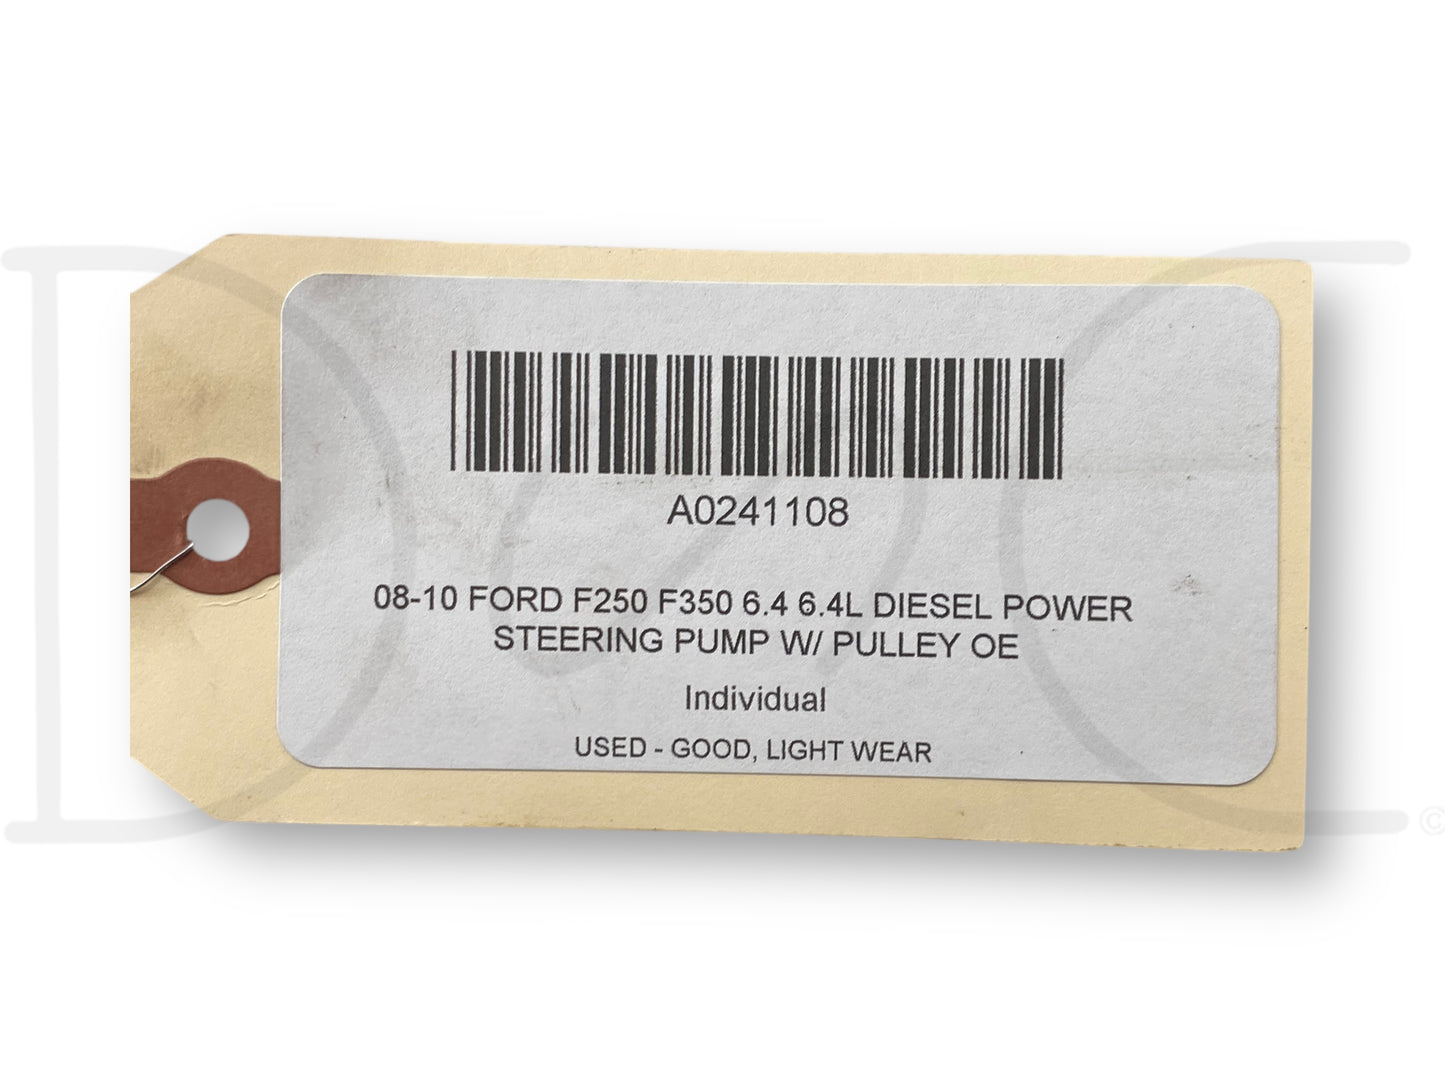 A0241108
08-10 FORD F250 F350 6.4 6.4L DIESEL POWER
STEERING PUMP W/ PULLEY OE
Individual
USED - GOOD, LIGHT WEAR
©